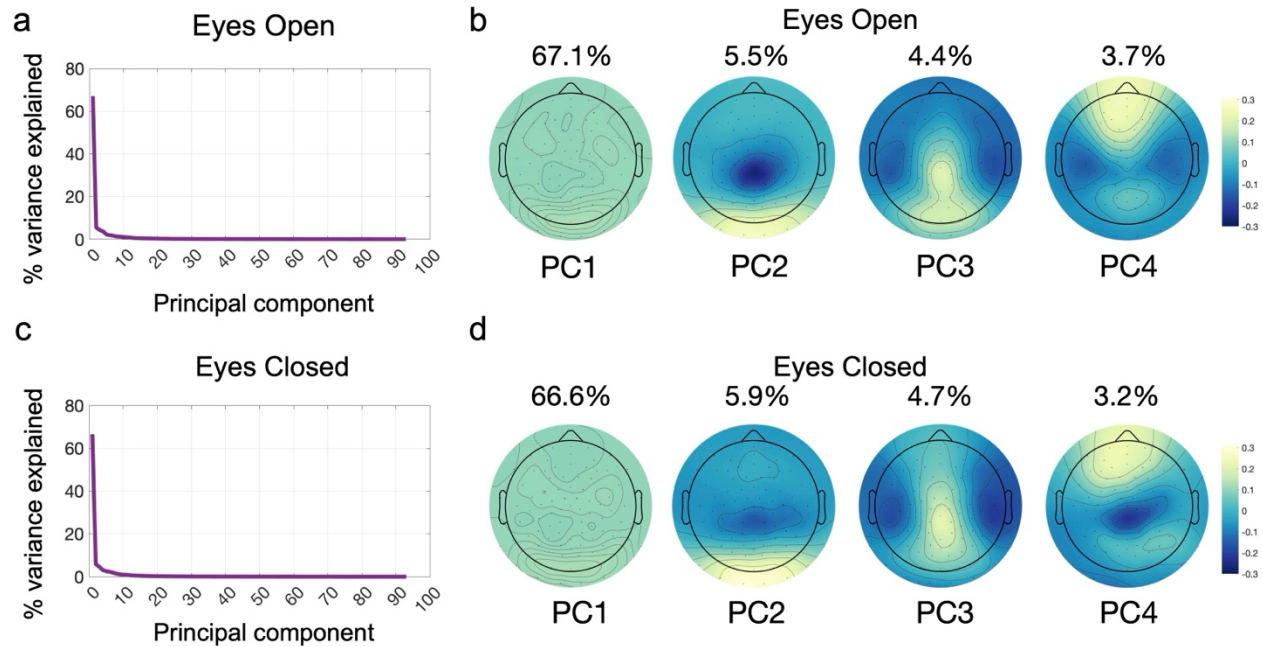 a
Eyes Open
% variance explained
80
60
40
20
0
0 10 20 30 40 50 60 70 80 90 100
Principal component
b
Eyes Open
67.1% 5.5% 4.4% 3.7%
PC1 PC2 PC3 PC4
0.3
0.2
0.1
0
-0.1
-0.2
-0.3
c
Eyes Closed
% variance explained
80
60
40
20
0
0 10 20 30 40 50 60 70 80 90 100
Principal component
d
Eyes Closed
66.6% 5.9% 4.7% 3.2%
PC1 PC2 PC3 PC4
0.3
0.2
0.1
0
-0.1
-0.2
-0.3